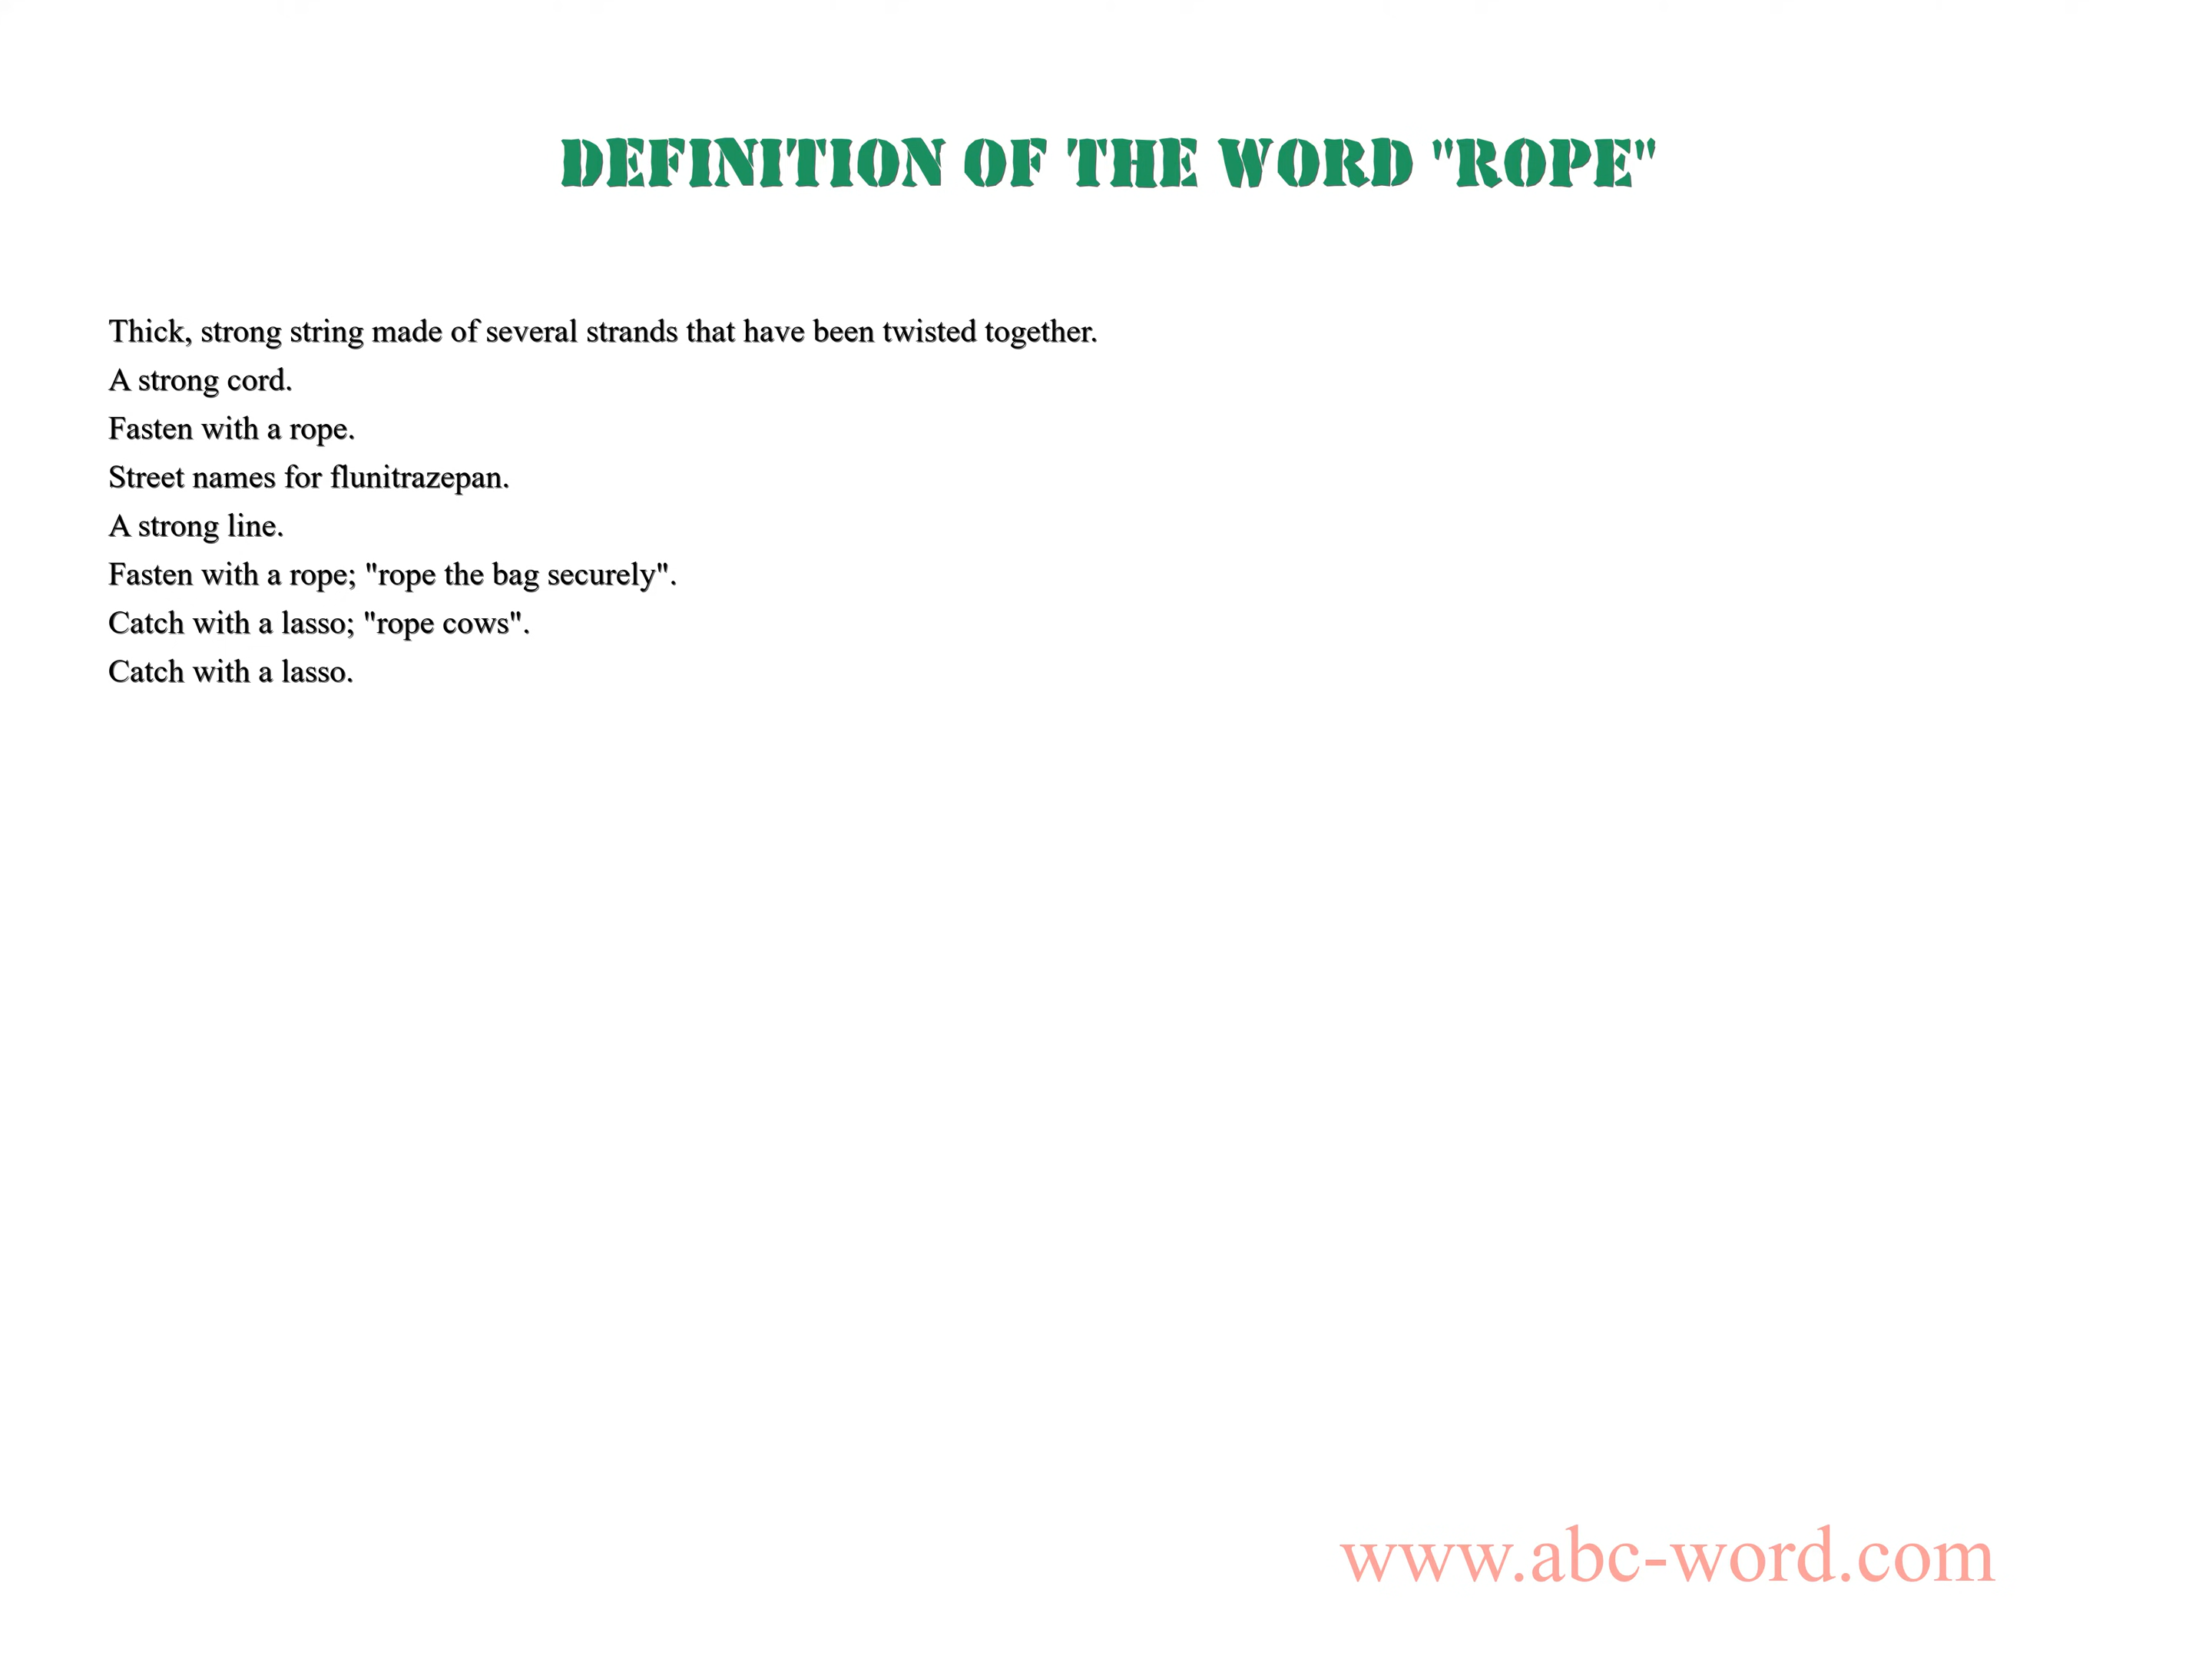 DEFINITION OF THE WORD "ROPE"
Thick, strong string made of several strands that have been twisted together.
A strong cord.
Fasten with a rope.
Street names for flunitrazepan.
A strong line.
Fasten with a rope; "rope the bag securely".
Catch with a lasso; "rope cows".
Catch with a lasso.
www.abc-word.com